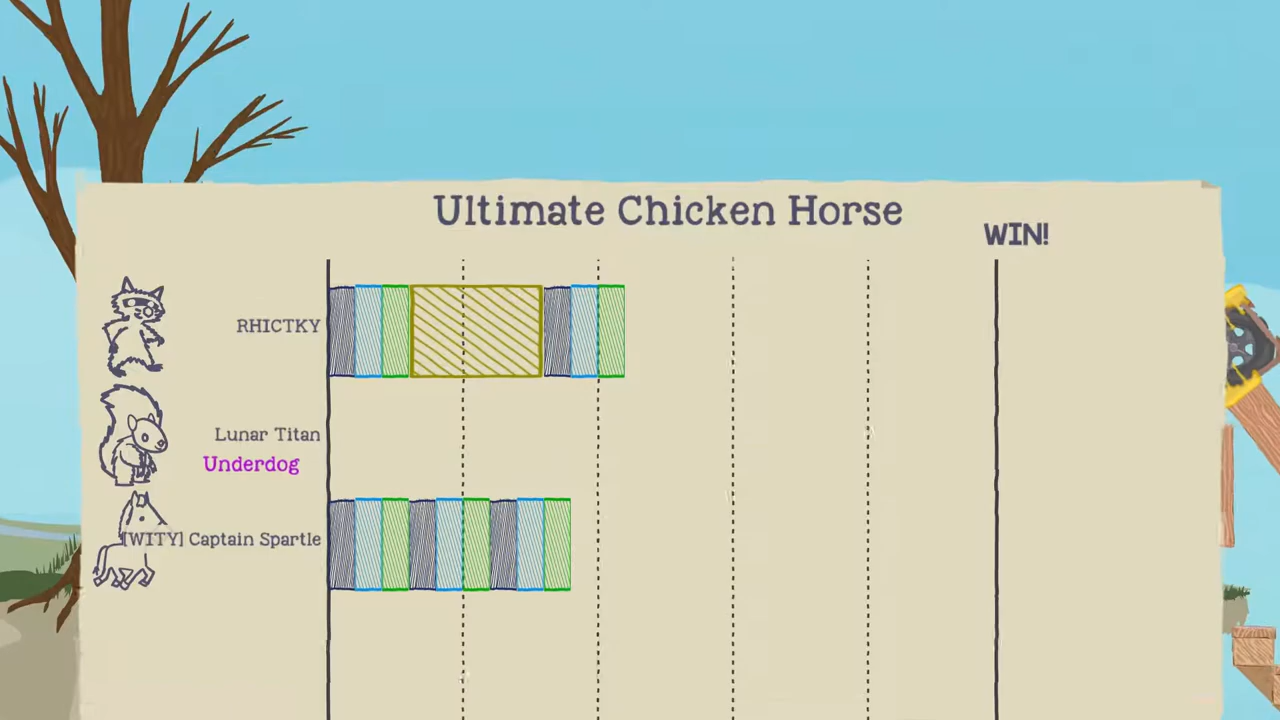 Ultimate Chicken Horse
WIN!
RHICTKY
Lunar Titan
Underdog
[WITY] Captain Spartle